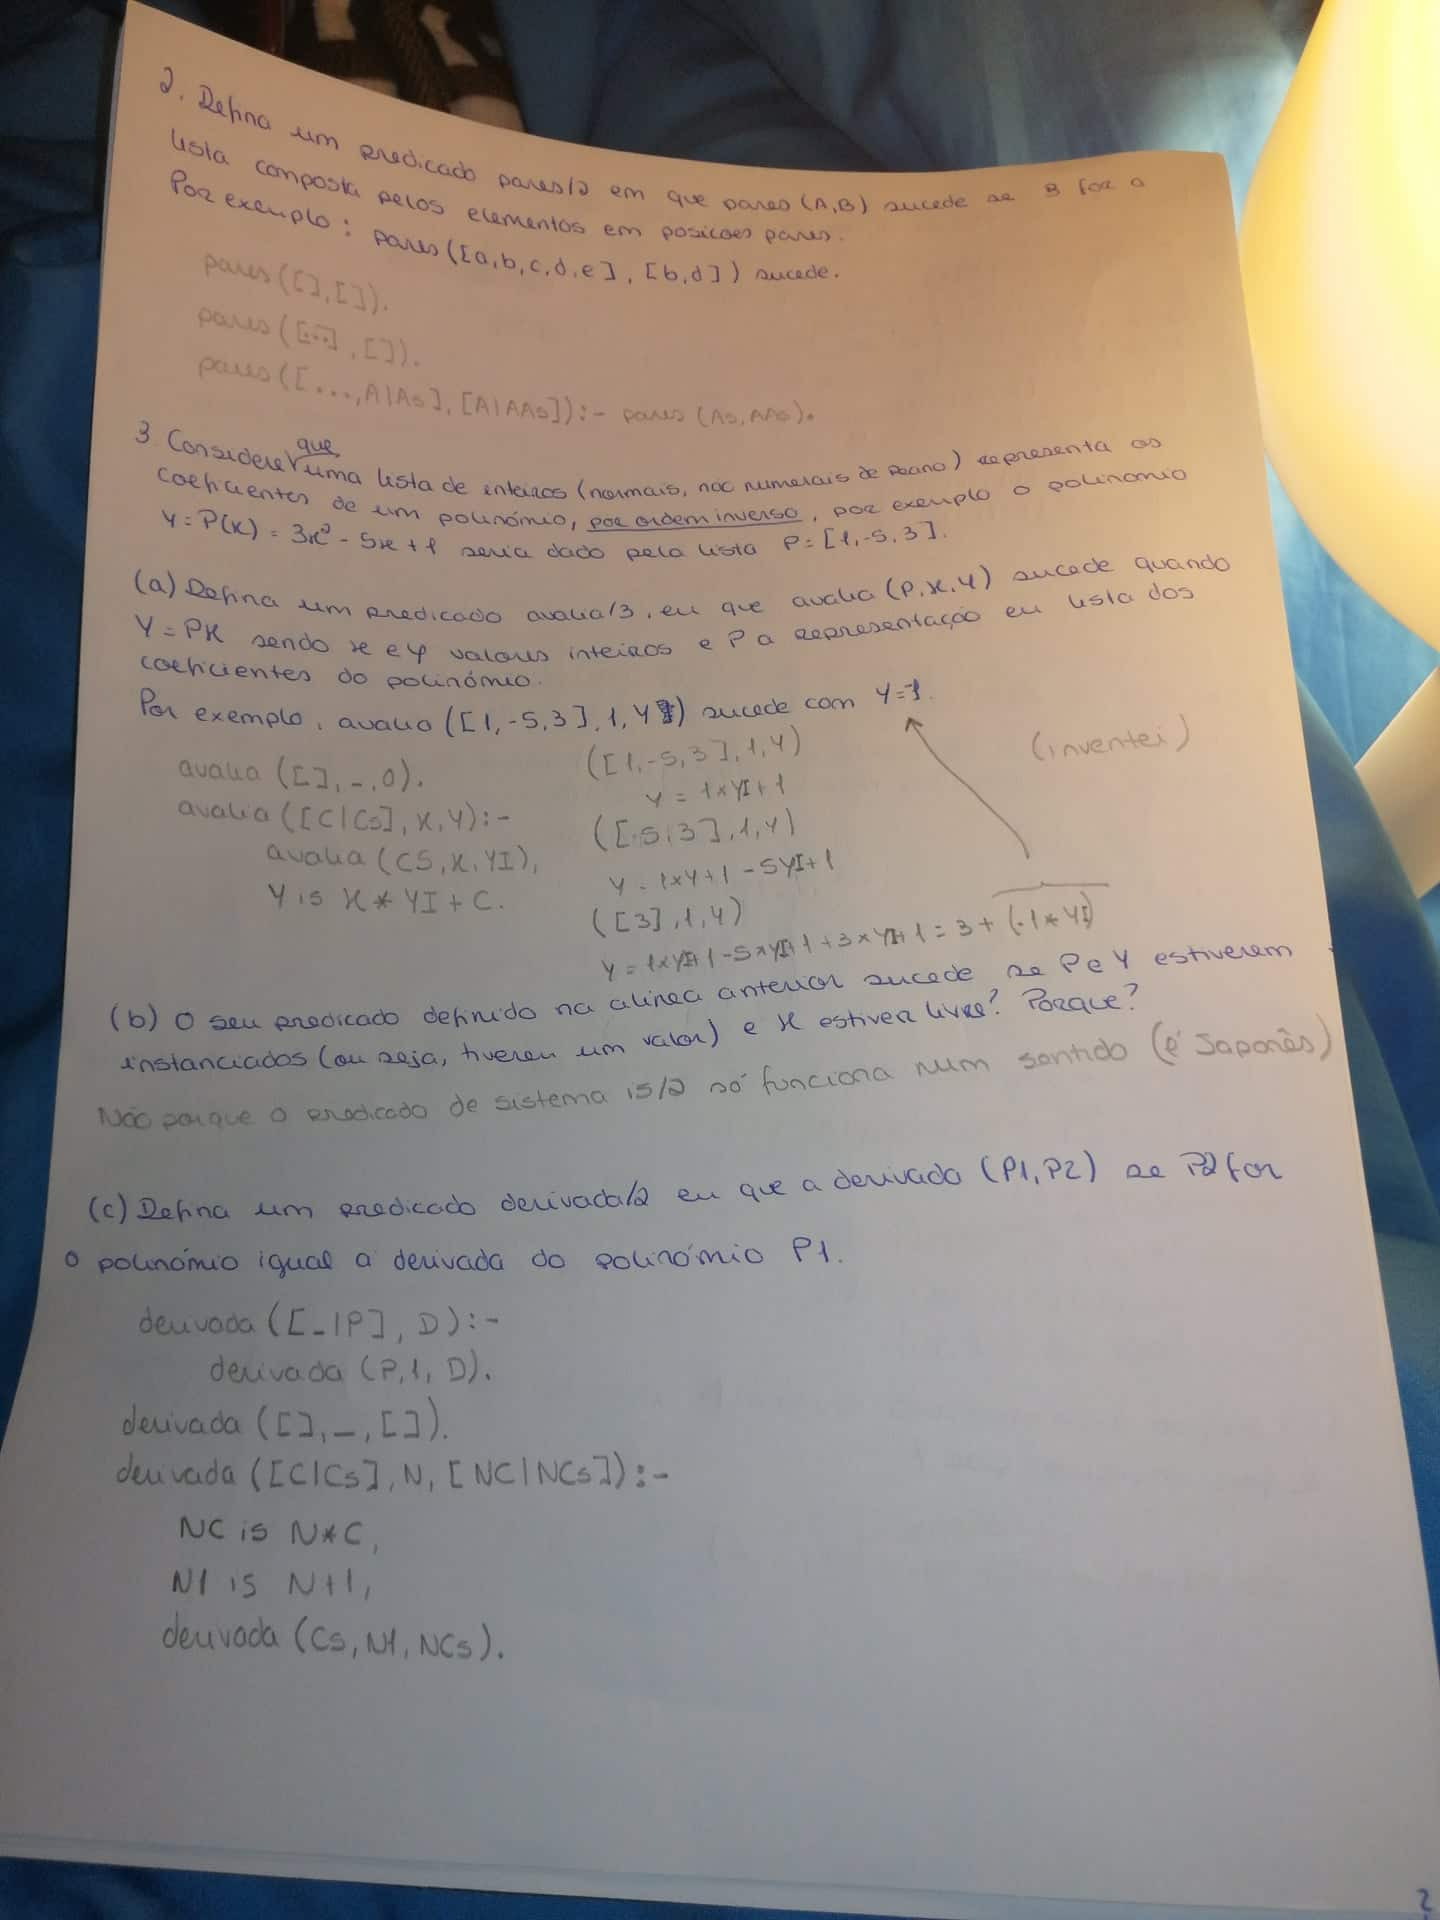 2. Defina um predicado pares/2 em que pares (A,B) sucede se B for a
lista composta pelos elementos em posicoes pares.
Por exemplo: pares([a,b,c,d,e], [b,d]) sucede.
pares([],[]).
pares([...], []).
pares([...,A|As], [A|AAs]):- pares (As,AAs).
3. Considere que uma lista de inteiros (normais, nao numerais de peano) representa os
coeficientes de um polinómio, por ordem inverso, por exemplo o polinomio
Y=P(x) = 3x² - 5x + 1 seria dado pela lista P=[1,-5,3].
(a) Defina um predicado avalia/3, eu que avalia (P,X,Y) sucede quando
Y=PX sendo x e y valores inteiros e P a representação eu lista dos
coeficientes do polinómio.
Por exemplo, avalia ([1,-5,3],1,Y) sucede com Y=-1.
(inventei)
avalia ([],_,0).
avalia ([C|Cs],X,Y):-
avalia (CS,X,YI),
Y is X * YI + C.
([1,-5,3],1,Y)
Y = 1xYI+1
([-5,3],1,Y)
Y = 1xY+1 -5YI+1
([3],1,Y)
Y = 1xYI+1 -5xYI+1 +3xYI+1 = 3 + (-1*YI)
(b) O seu predicado definido na alínea anterior sucede se P e Y estiverem
instanciados (ou seja, tiveren um valor) e X estiver livre? Porque?
Não porque o predicado de sistema is/2 só funciona num sentido (é Japonês)
(c) Defina um predicado derivada/2 eu que a derivada (P1,P2) se P2 for
o polinómio igual a derivada do polinómio P1.
derivada ([_|P], D):-
derivada (P,1,D).
derivada ([],_,[]).
derivada ([C|Cs], N, [NC|NCs]):-
NC is N*C,
N1 is N+1,
derivada (Cs, N1, NCs).
2